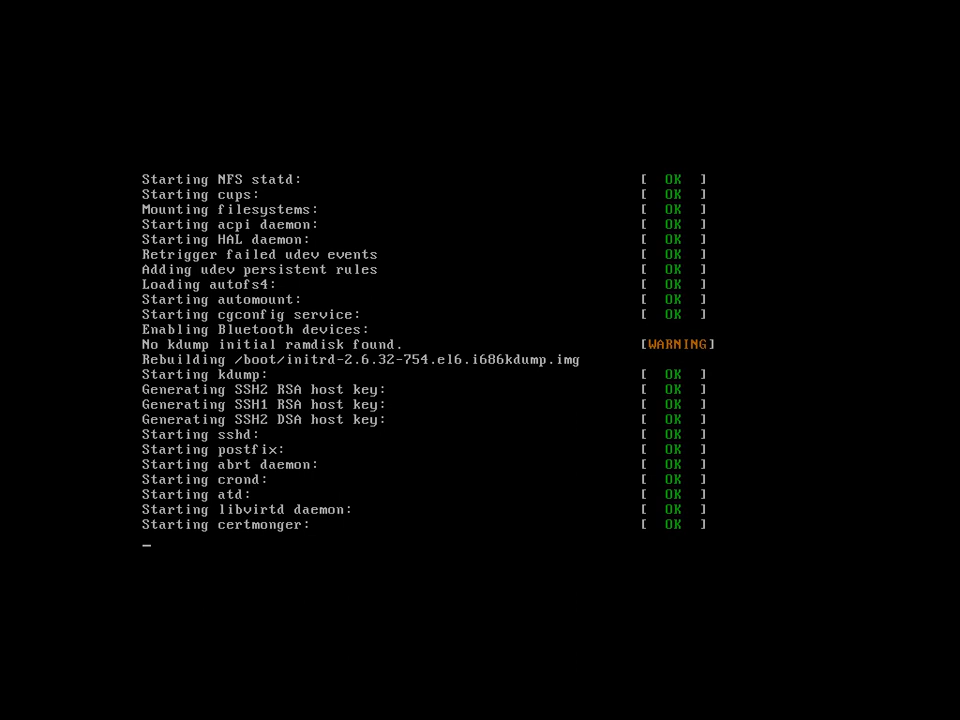 Starting NFS statd: [ OK ]
Starting cups: [ OK ]
Mounting filesystems: [ OK ]
Starting acpi daemon: [ OK ]
Starting HAL daemon: [ OK ]
Retrigger failed udev events [ OK ]
Adding udev persistent rules [ OK ]
Loading autofs4: [ OK ]
Starting automount: [ OK ]
Starting cgconfig service: [ OK ]
Enabling Bluetooth devices:
No kdump initial ramdisk found. [WARNING]
Rebuilding /boot/initrd-2.6.32-754.el6.i686kdump.img
Starting kdump: [ OK ]
Generating SSH2 RSA host key: [ OK ]
Generating SSH1 RSA host key: [ OK ]
Generating SSH2 DSA host key: [ OK ]
Starting sshd: [ OK ]
Starting postfix: [ OK ]
Starting abrt daemon: [ OK ]
Starting crond: [ OK ]
Starting atd: [ OK ]
Starting libvirtd daemon: [ OK ]
Starting certmonger: [ OK ]